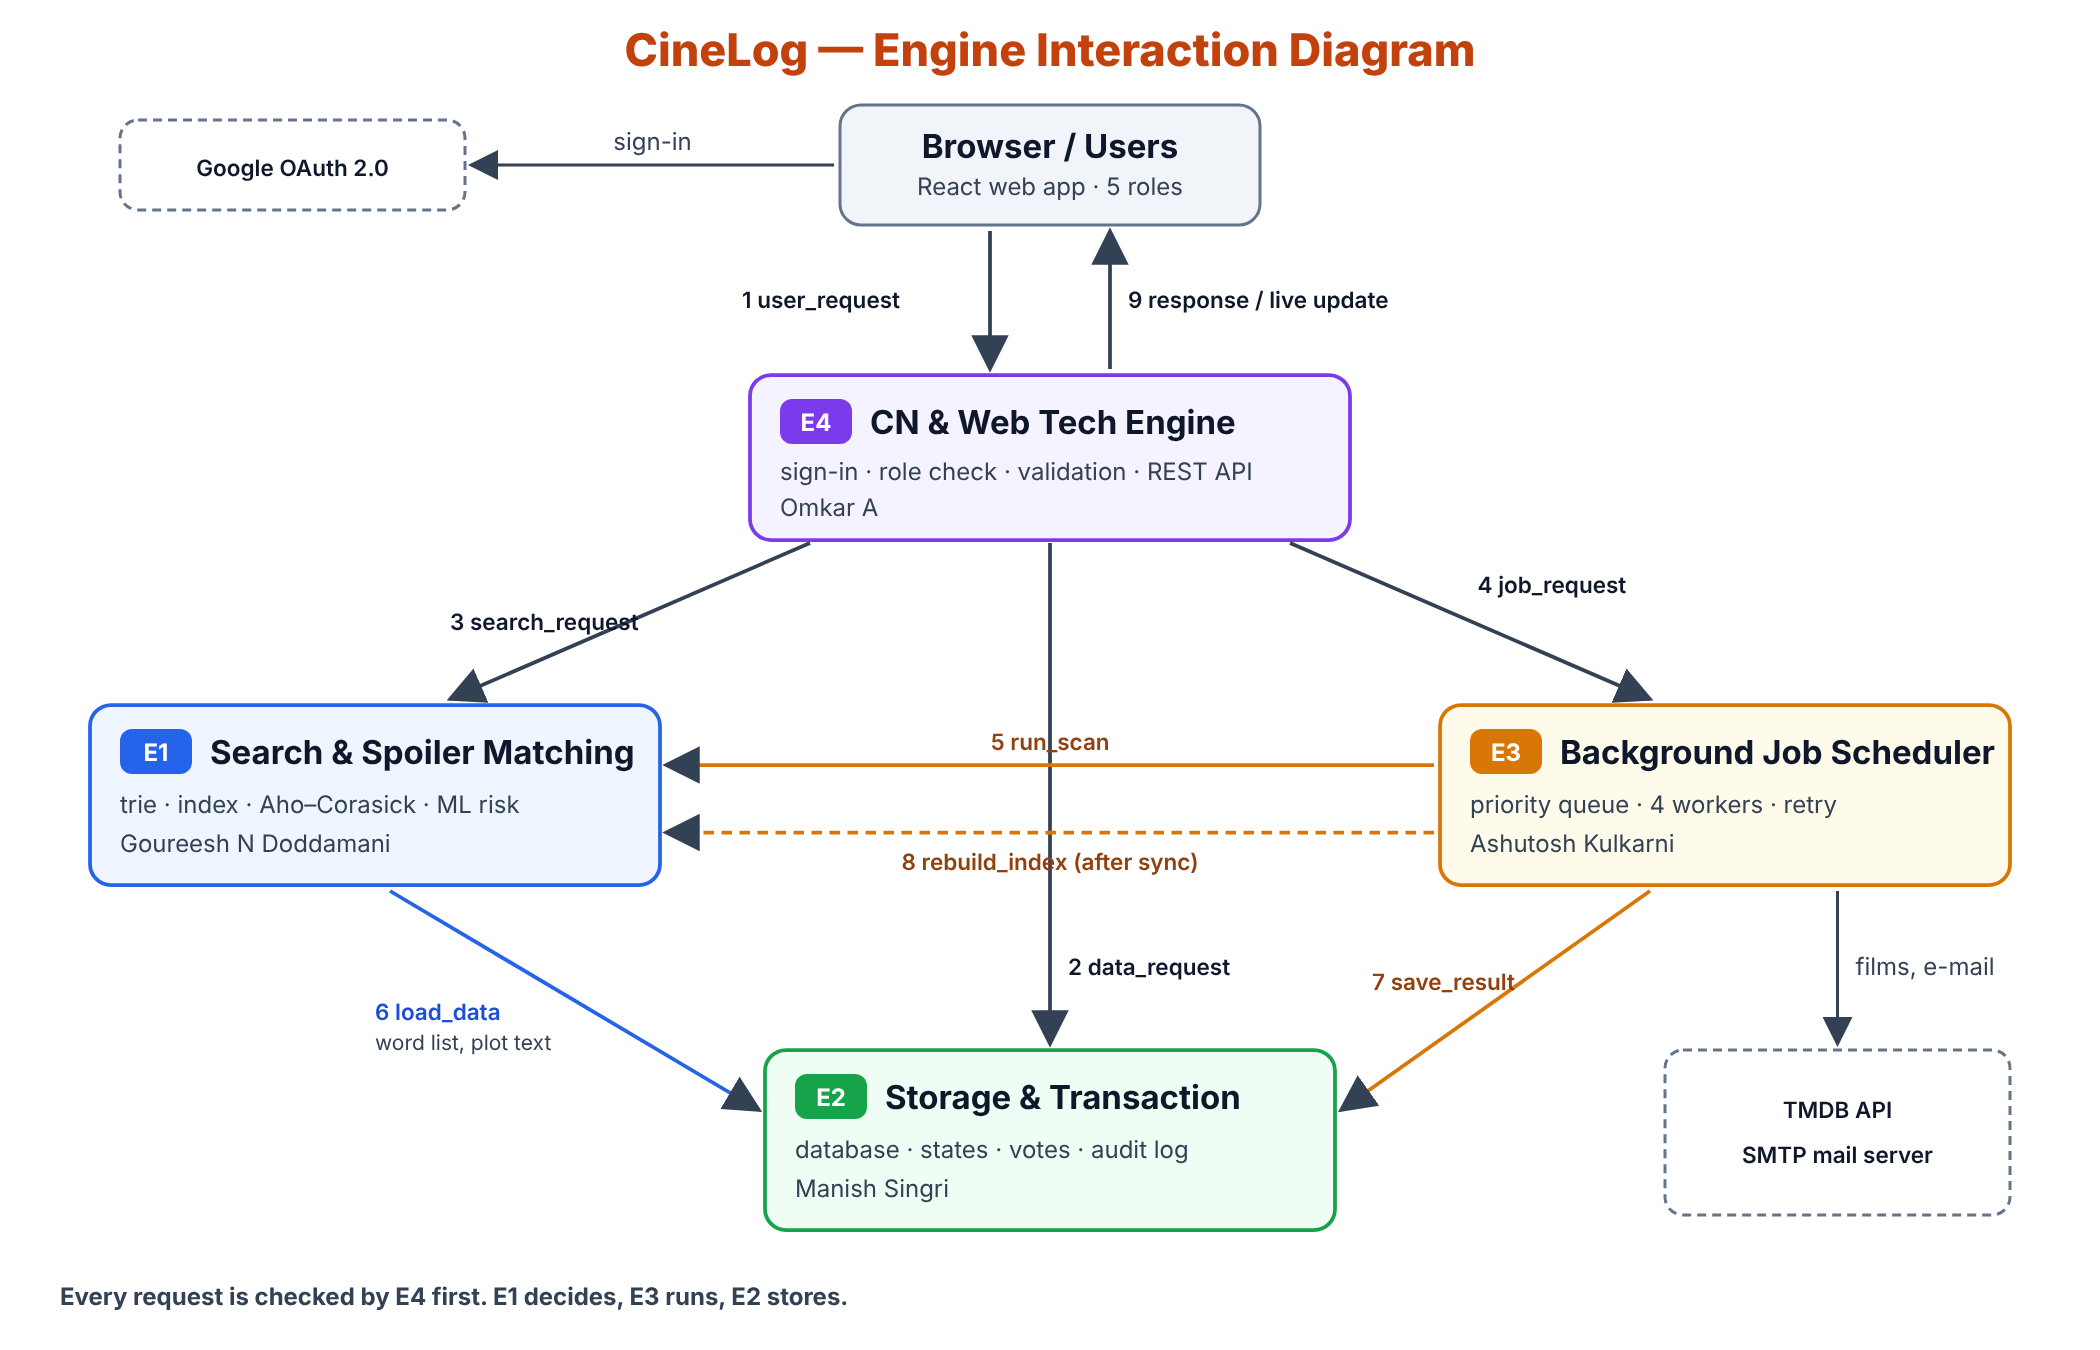 CineLog — Engine Interaction Diagram
Google OAuth 2.0
sign-in
Browser / Users
React web app · 5 roles
1 user_request
9 response / live update
E4
CN & Web Tech Engine
sign-in · role check · validation · REST API
Omkar A
3 search_request
4 job_request
E1
Search & Spoiler Matching
trie · index · Aho–Corasick · ML risk
Goureesh N Doddamani
5 run_scan
8 rebuild_index (after sync)
E3
Background Job Scheduler
priority queue · 4 workers · retry
Ashutosh Kulkarni
6 load_data
word list, plot text
2 data_request
7 save_result
films, e-mail
E2
Storage & Transaction
database · states · votes · audit log
Manish Singri
TMDB API
SMTP mail server
Every request is checked by E4 first. E1 decides, E3 runs, E2 stores.